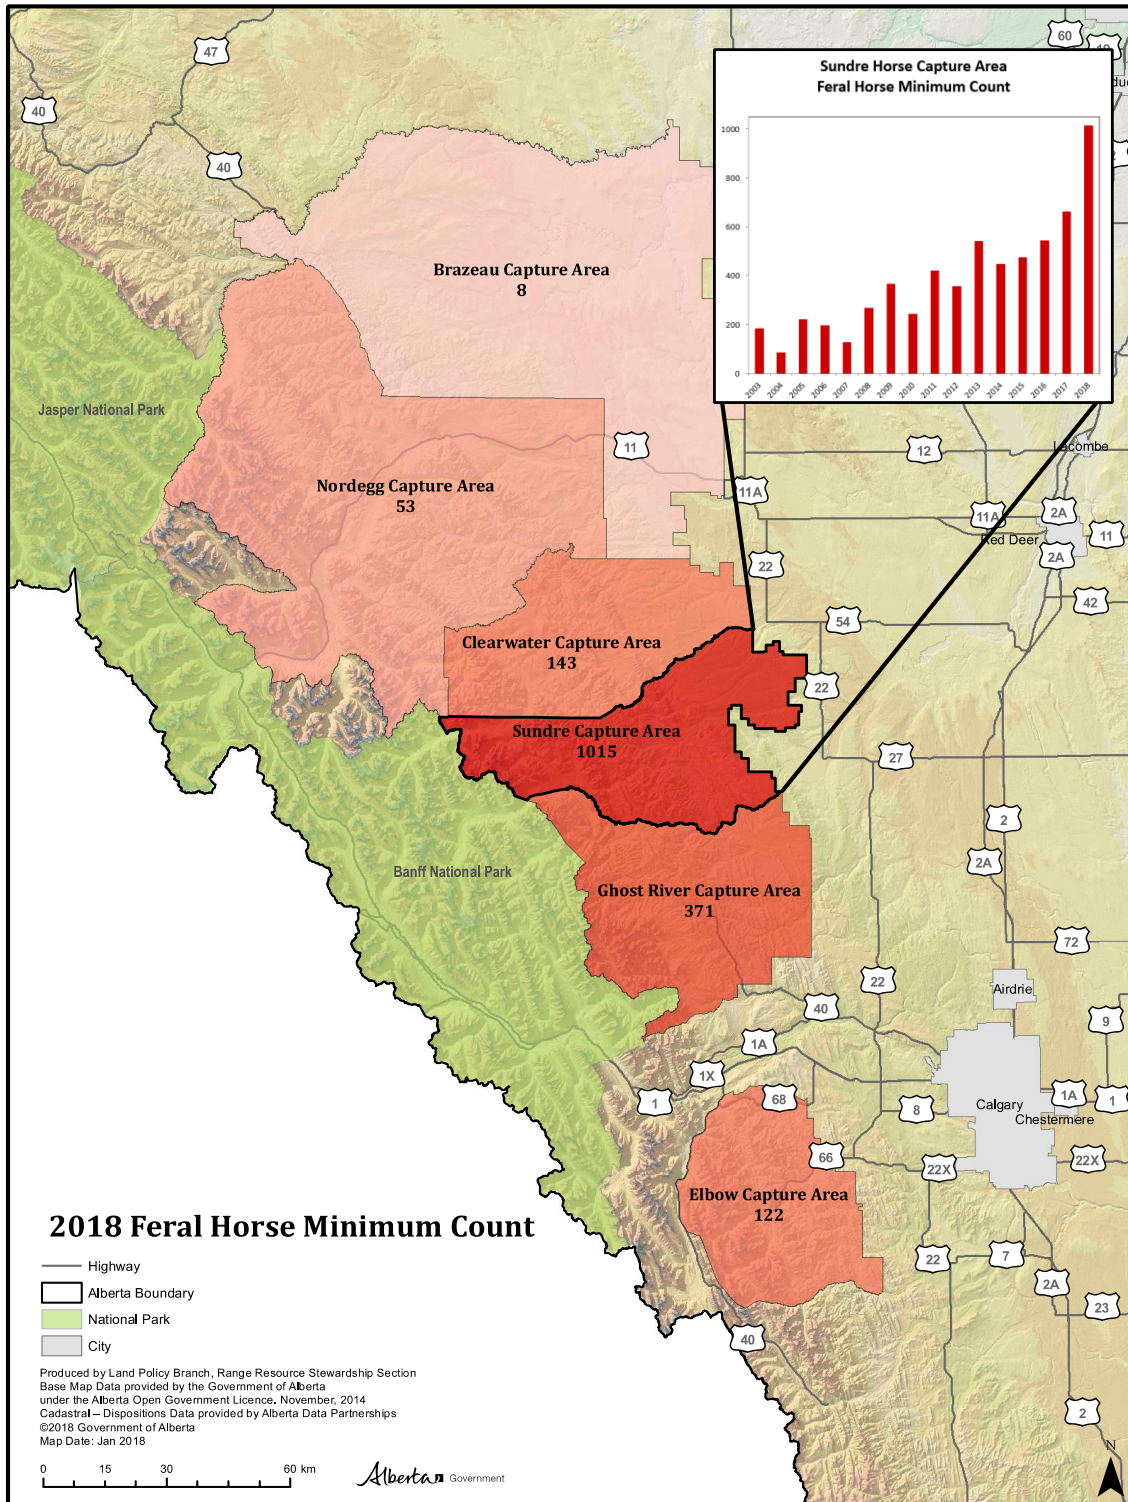 47
60
40
40
Sundre Horse Capture Area
Feral Horse Minimum Count
1000
800
600
400
200
0
2003
2004
2005
2006
2007
2008
2009
2010
2011
2012
2013
2014
2015
2016
2017
2018
Brazeau Capture Area
8
Jasper National Park
11
12
Lacombe
Nordegg Capture Area
53
11A
11A
2A
Red Deer
11
2A
22
42
54
Clearwater Capture Area
143
22
Sundre Capture Area
1015
27
2
2A
Banff National Park
Ghost River Capture Area
371
72
22
Airdrie
40
9
1A
1X
1
68
Calgary
1A
1
8
Chestermere
66
22X
22X
Elbow Capture Area
122
22
7
2A
23
40
2
2018 Feral Horse Minimum Count
Highway
Alberta Boundary
National Park
City
Produced by Land Policy Branch, Range Resource Stewardship Section
Base Map Data provided by the Government of Alberta
under the Alberta Open Government Licence. November, 2014
Cadastral – Dispositions Data provided by Alberta Data Partnerships
©2018 Government of Alberta
Map Date: Jan 2018
0 15 30 60 km
Alberta Government
N